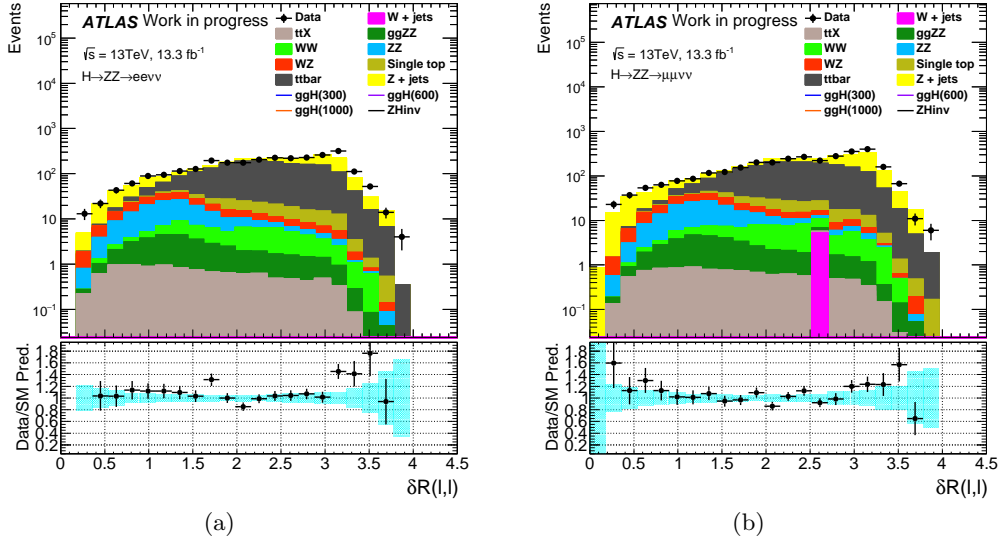 Events
ATLAS Work in progress
√s = 13TeV, 13.3 fb⁻¹
H→ZZ→eeνν
Data
ttX
WW
WZ
ttbar
ggH(300)
ggH(1000)
W + jets
ggZZ
ZZ
Single top
Z + jets
ggH(600)
ZHinv
10⁵
10⁴
10³
10²
10
1
10⁻¹
Data/SM Pred.
1.8
1.6
1.4
1.2
1
0.8
0.6
0.4
0.2
0 0.5 1 1.5 2 2.5 3 3.5 4 4.5
δR(l,l)
(a)
Events
ATLAS Work in progress
√s = 13TeV, 13.3 fb⁻¹
H→ZZ→μμνν
Data
ttX
WW
WZ
ttbar
ggH(300)
ggH(1000)
W + jets
ggZZ
ZZ
Single top
Z + jets
ggH(600)
ZHinv
10⁵
10⁴
10³
10²
10
1
10⁻¹
Data/SM Pred.
1.8
1.6
1.4
1.2
1
0.8
0.6
0.4
0.2
0 0.5 1 1.5 2 2.5 3 3.5 4 4.5
δR(l,l)
(b)